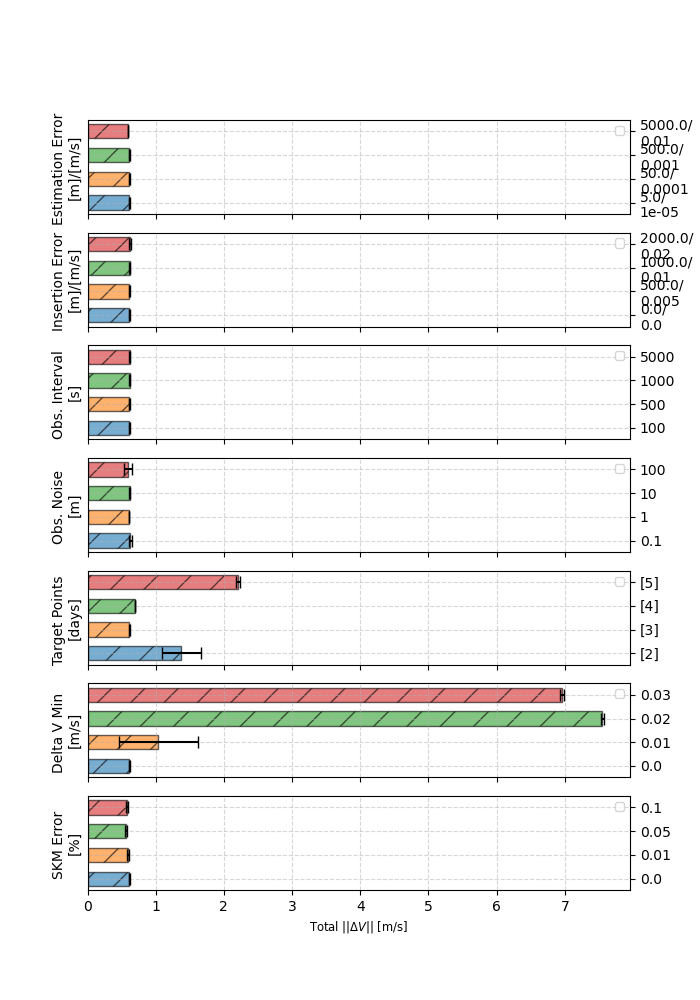 Estimation Error
[m]/[m/s]
5000.0/
0.01
500.0/
0.001
50.0/
0.0001
5.0/
1e-05
Insertion Error
[m]/[m/s]
2000.0/
0.02
1000.0/
0.01
500.0/
0.005
0.0/
0.0
Obs. Interval
[s]
5000
1000
500
100
Obs. Noise
[m]
100
10
1
0.1
Target Points
[days]
[5]
[4]
[3]
[2]
Delta V Min
[m/s]
0.03
0.02
0.01
0.0
SKM Error
[%]
0.1
0.05
0.01
0.0
0 1 2 3 4 5 6 7
Total ||ΔV|| [m/s]